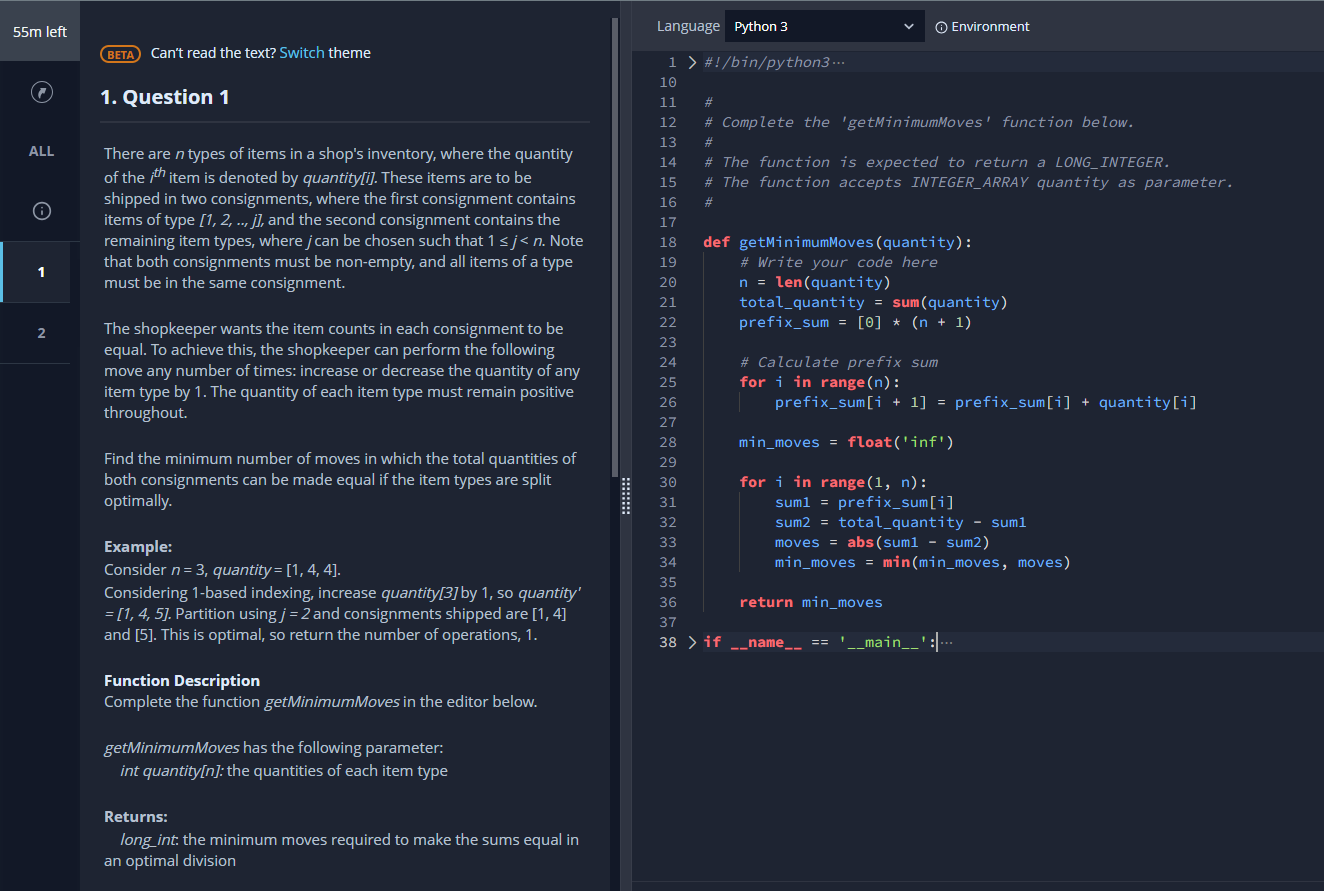 55m left
ALL
1
2
BETA Can't read the text? Switch theme
1. Question 1
There are n types of items in a shop's inventory, where the quantity
of the ith item is denoted by quantity[i]. These items are to be
shipped in two consignments, where the first consignment contains
items of type [1, 2, .., j], and the second consignment contains the
remaining item types, where j can be chosen such that 1 ≤ j < n. Note
that both consignments must be non-empty, and all items of a type
must be in the same consignment.
The shopkeeper wants the item counts in each consignment to be
equal. To achieve this, the shopkeeper can perform the following
move any number of times: increase or decrease the quantity of any
item type by 1. The quantity of each item type must remain positive
throughout.
Find the minimum number of moves in which the total quantities of
both consignments can be made equal if the item types are split
optimally.
Example:
Consider n = 3, quantity = [1, 4, 4].
Considering 1-based indexing, increase quantity[3] by 1, so quantity'
= [1, 4, 5]. Partition using j = 2 and consignments shipped are [1, 4]
and [5]. This is optimal, so return the number of operations, 1.
Function Description
Complete the function getMinimumMoves in the editor below.
getMinimumMoves has the following parameter:
int quantity[n]: the quantities of each item type
Returns:
long_int: the minimum moves required to make the sums equal in
an optimal division
Language Python 3 Environment
1 #!/bin/python3···
10
11 #
12 # Complete the 'getMinimumMoves' function below.
13 #
14 # The function is expected to return a LONG_INTEGER.
15 # The function accepts INTEGER_ARRAY quantity as parameter.
16 #
17
18 def getMinimumMoves(quantity):
19 # Write your code here
20 n = len(quantity)
21 total_quantity = sum(quantity)
22 prefix_sum = [0] * (n + 1)
23
24 # Calculate prefix sum
25 for i in range(n):
26 prefix_sum[i + 1] = prefix_sum[i] + quantity[i]
27
28 min_moves = float('inf')
29
30 for i in range(1, n):
31 sum1 = prefix_sum[i]
32 sum2 = total_quantity - sum1
33 moves = abs(sum1 - sum2)
34 min_moves = min(min_moves, moves)
35
36 return min_moves
37
38 if __name__ == '__main__':···